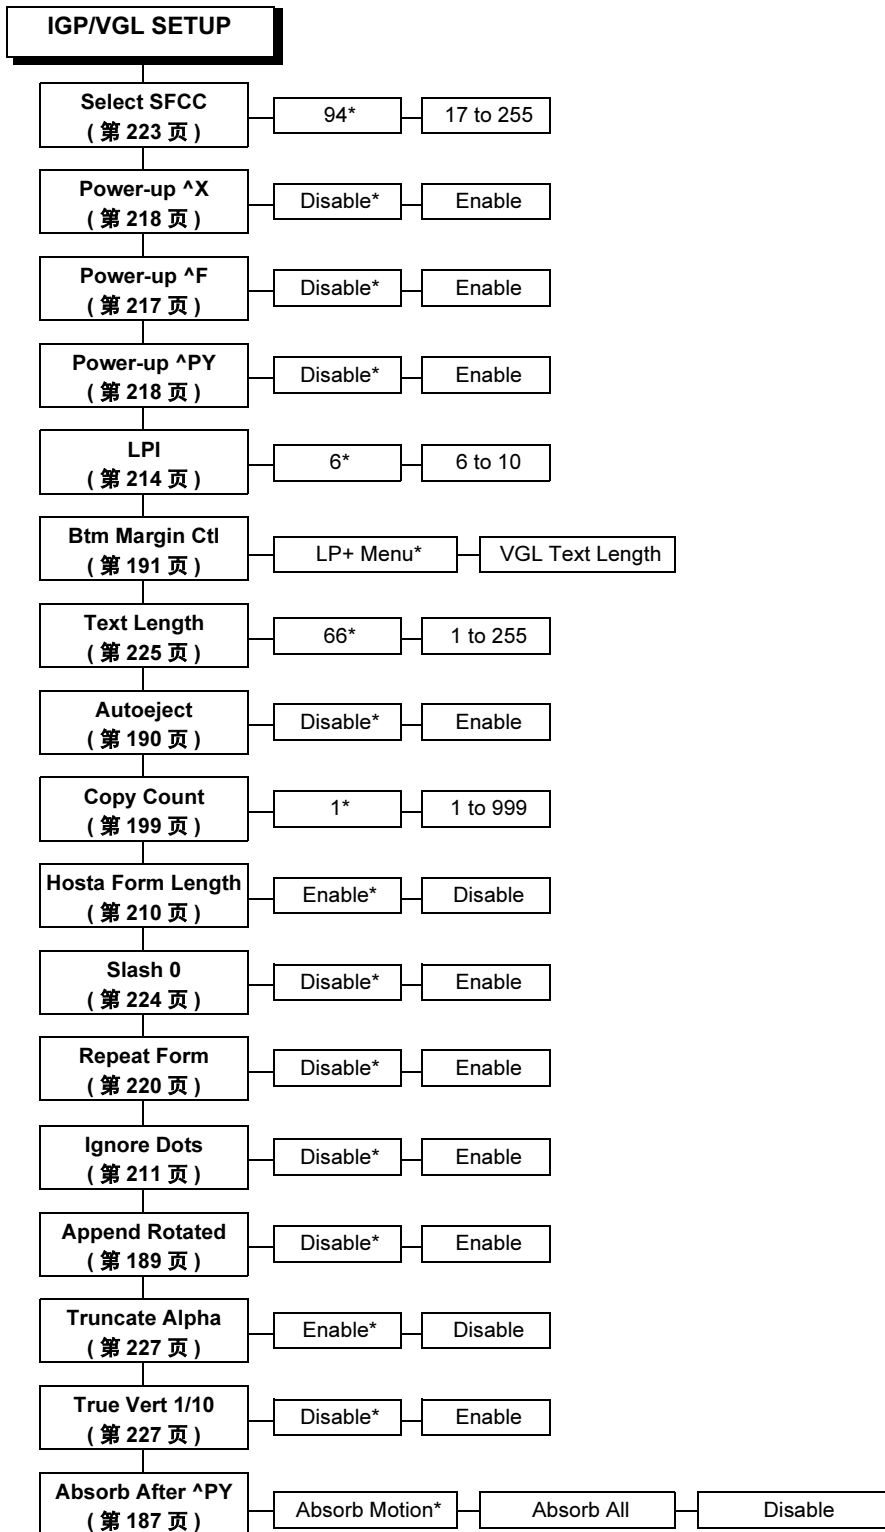 IGP/VGL SETUP
Select SFCC
( 第 223 页 )
94*
17 to 255
Power-up ^X
( 第 218 页 )
Disable*
Enable
Power-up ^F
( 第 217 页 )
Disable*
Enable
Power-up ^PY
( 第 218 页 )
Disable*
Enable
LPI
( 第 214 页 )
6*
6 to 10
Btm Margin Ctl
( 第 191 页 )
LP+ Menu*
VGL Text Length
Text Length
( 第 225 页 )
66*
1 to 255
Autoeject
( 第 190 页 )
Disable*
Enable
Copy Count
( 第 199 页 )
1*
1 to 999
Hosta Form Length
( 第 210 页 )
Enable*
Disable
Slash 0
( 第 224 页 )
Disable*
Enable
Repeat Form
( 第 220 页 )
Disable*
Enable
Ignore Dots
( 第 211 页 )
Disable*
Enable
Append Rotated
( 第 189 页 )
Disable*
Enable
Truncate Alpha
( 第 227 页 )
Enable*
Disable
True Vert 1/10
( 第 227 页 )
Disable*
Enable
Absorb After ^PY
( 第 187 页 )
Absorb Motion*
Absorb All
Disable